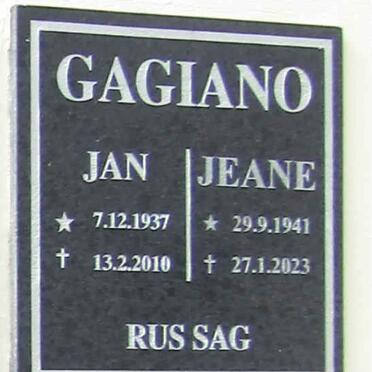 GAGIANO
JAN JEANE
★ 7.12.1937 ★ 29.9.1941
† 13.2.2010 † 27.1.2023
RUS SAG